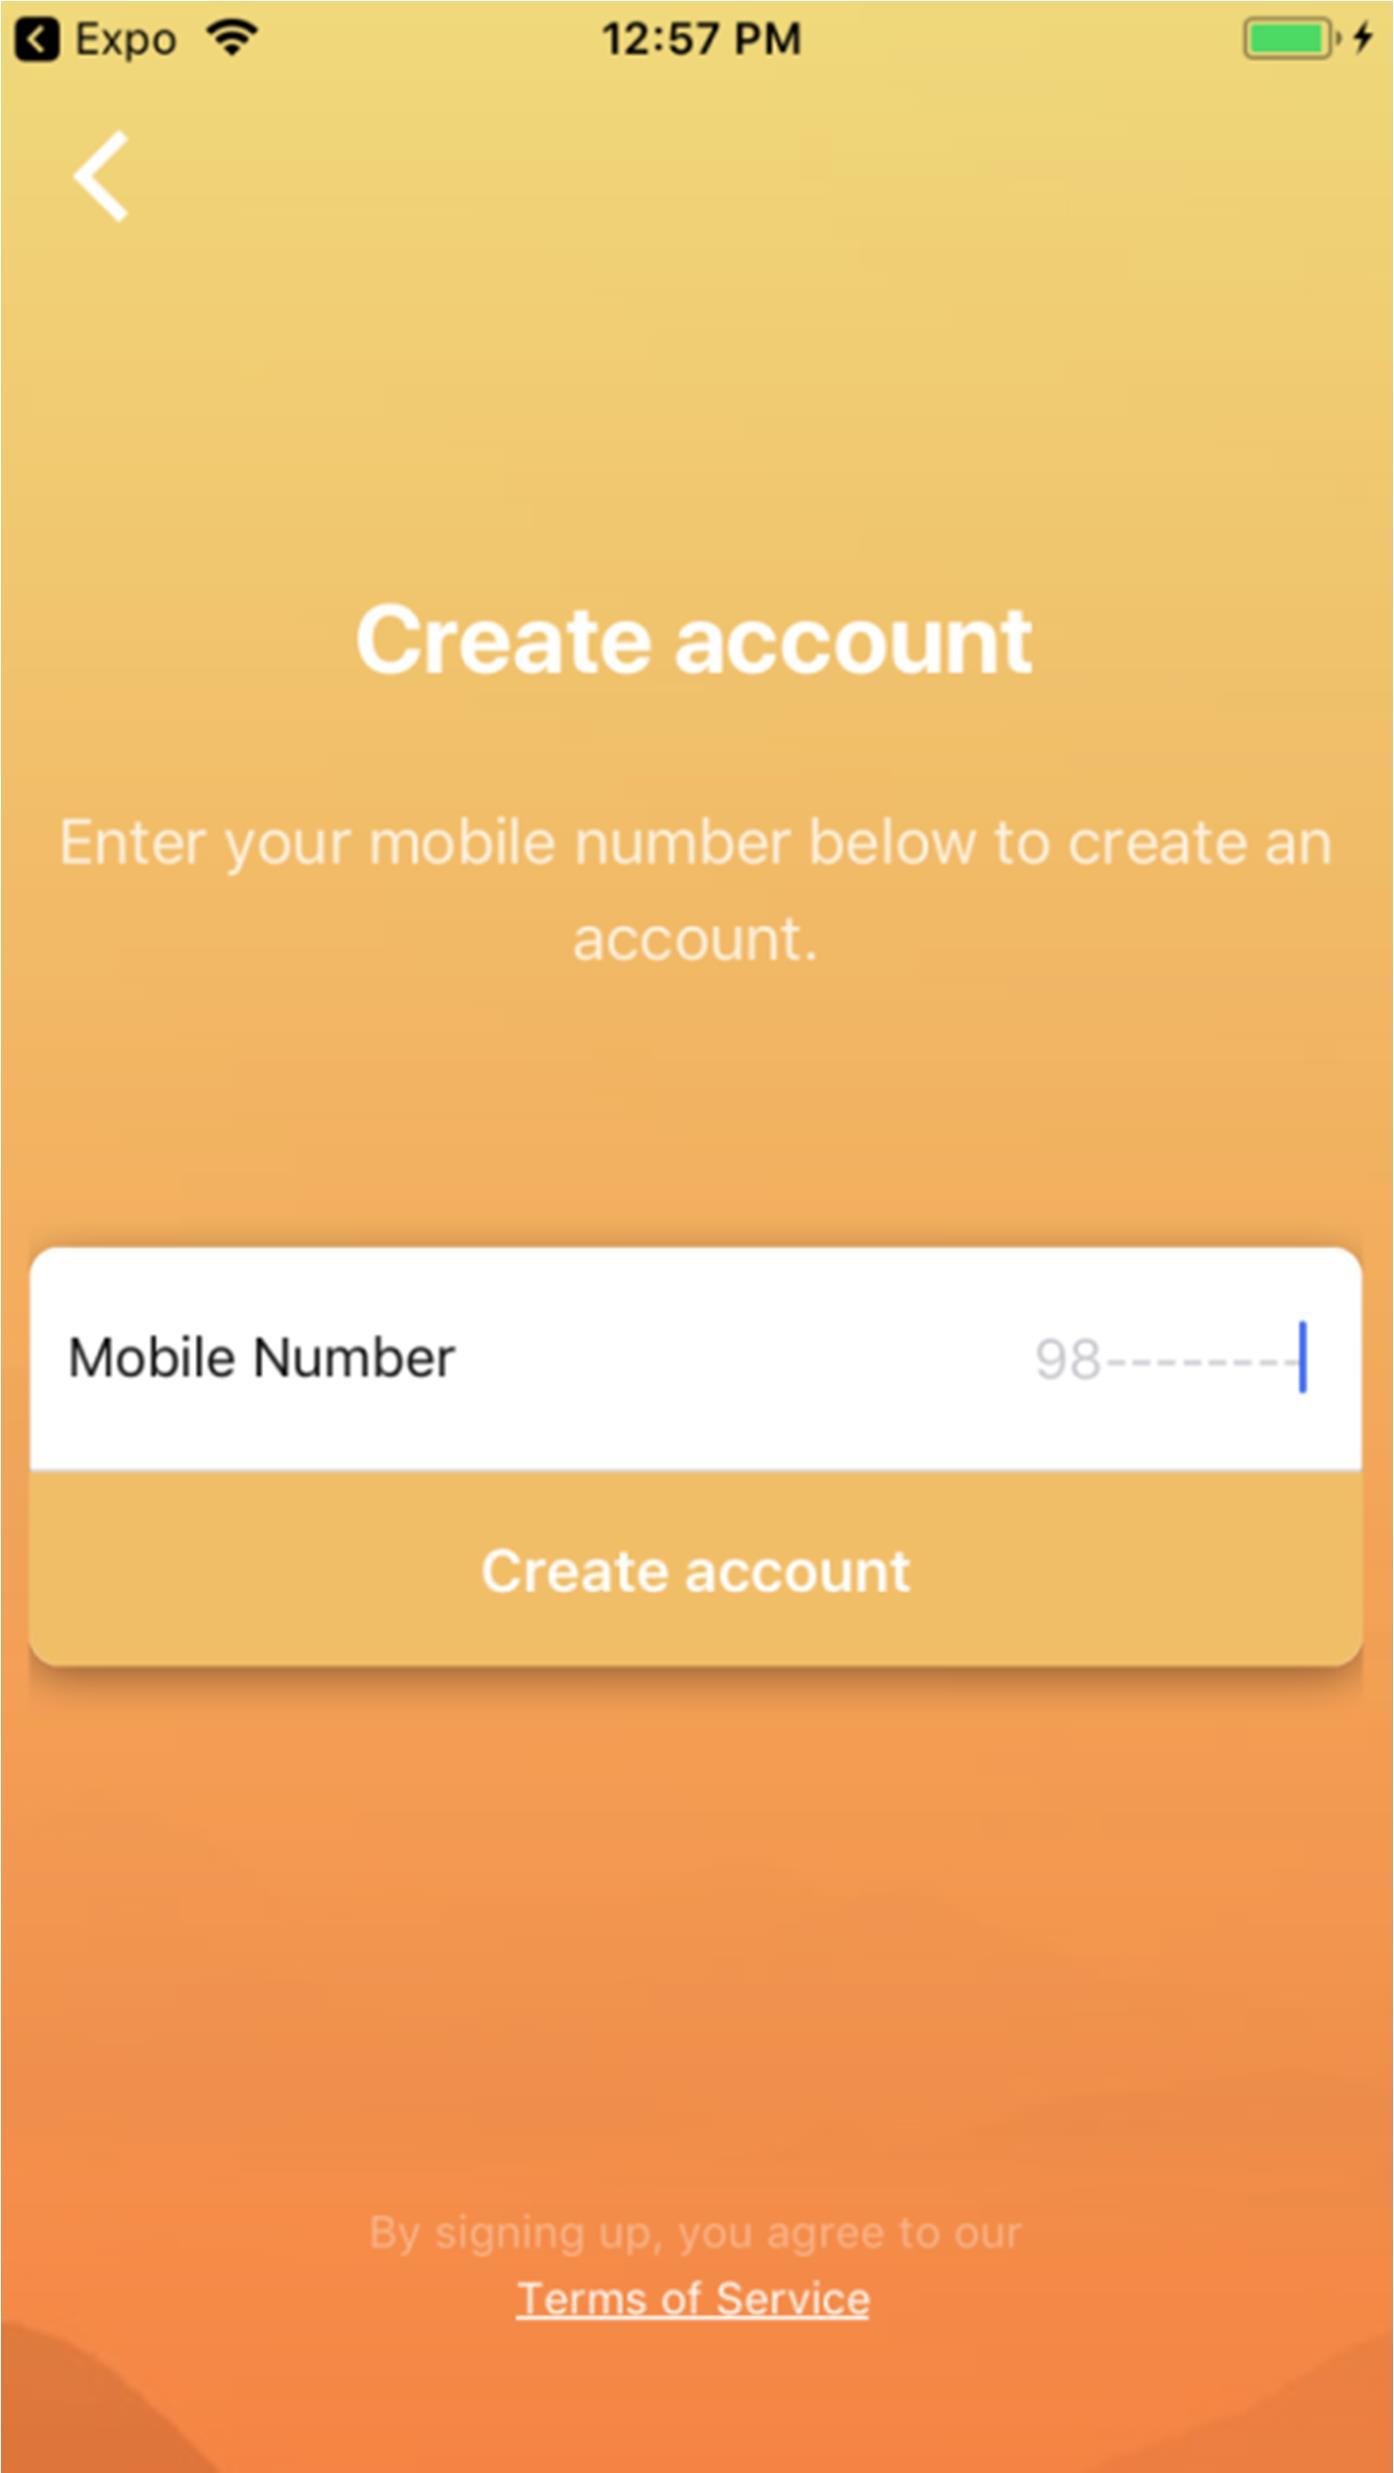 Expo 12:57 PM
Create account
Enter your mobile number below to create an
account.
Mobile Number 98--------
Create account
By signing up, you agree to our
Terms of Service